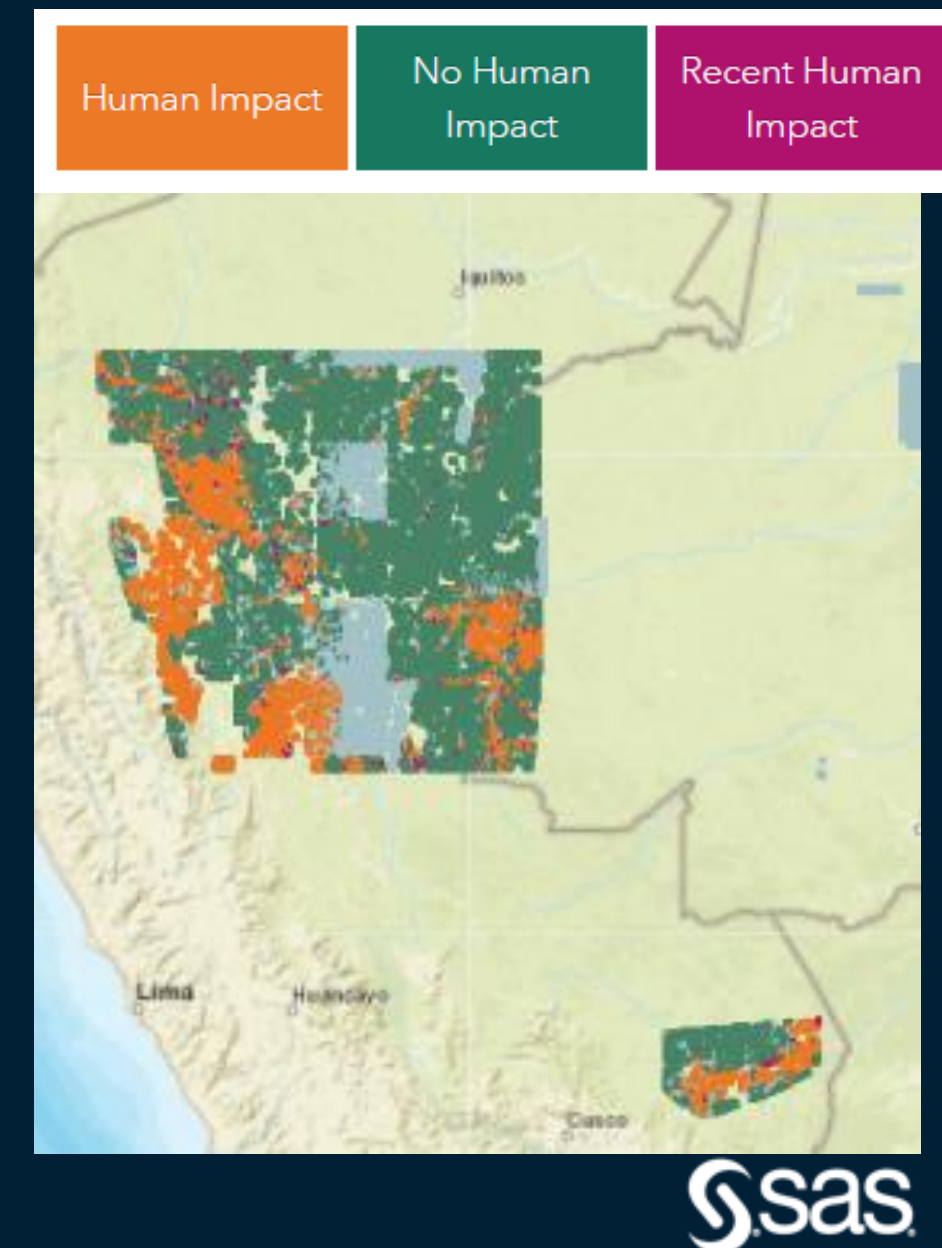 Human Impact
No Human
Impact
Recent Human
Impact
Iquitos
Lima
Huancayo
Cusco
sas